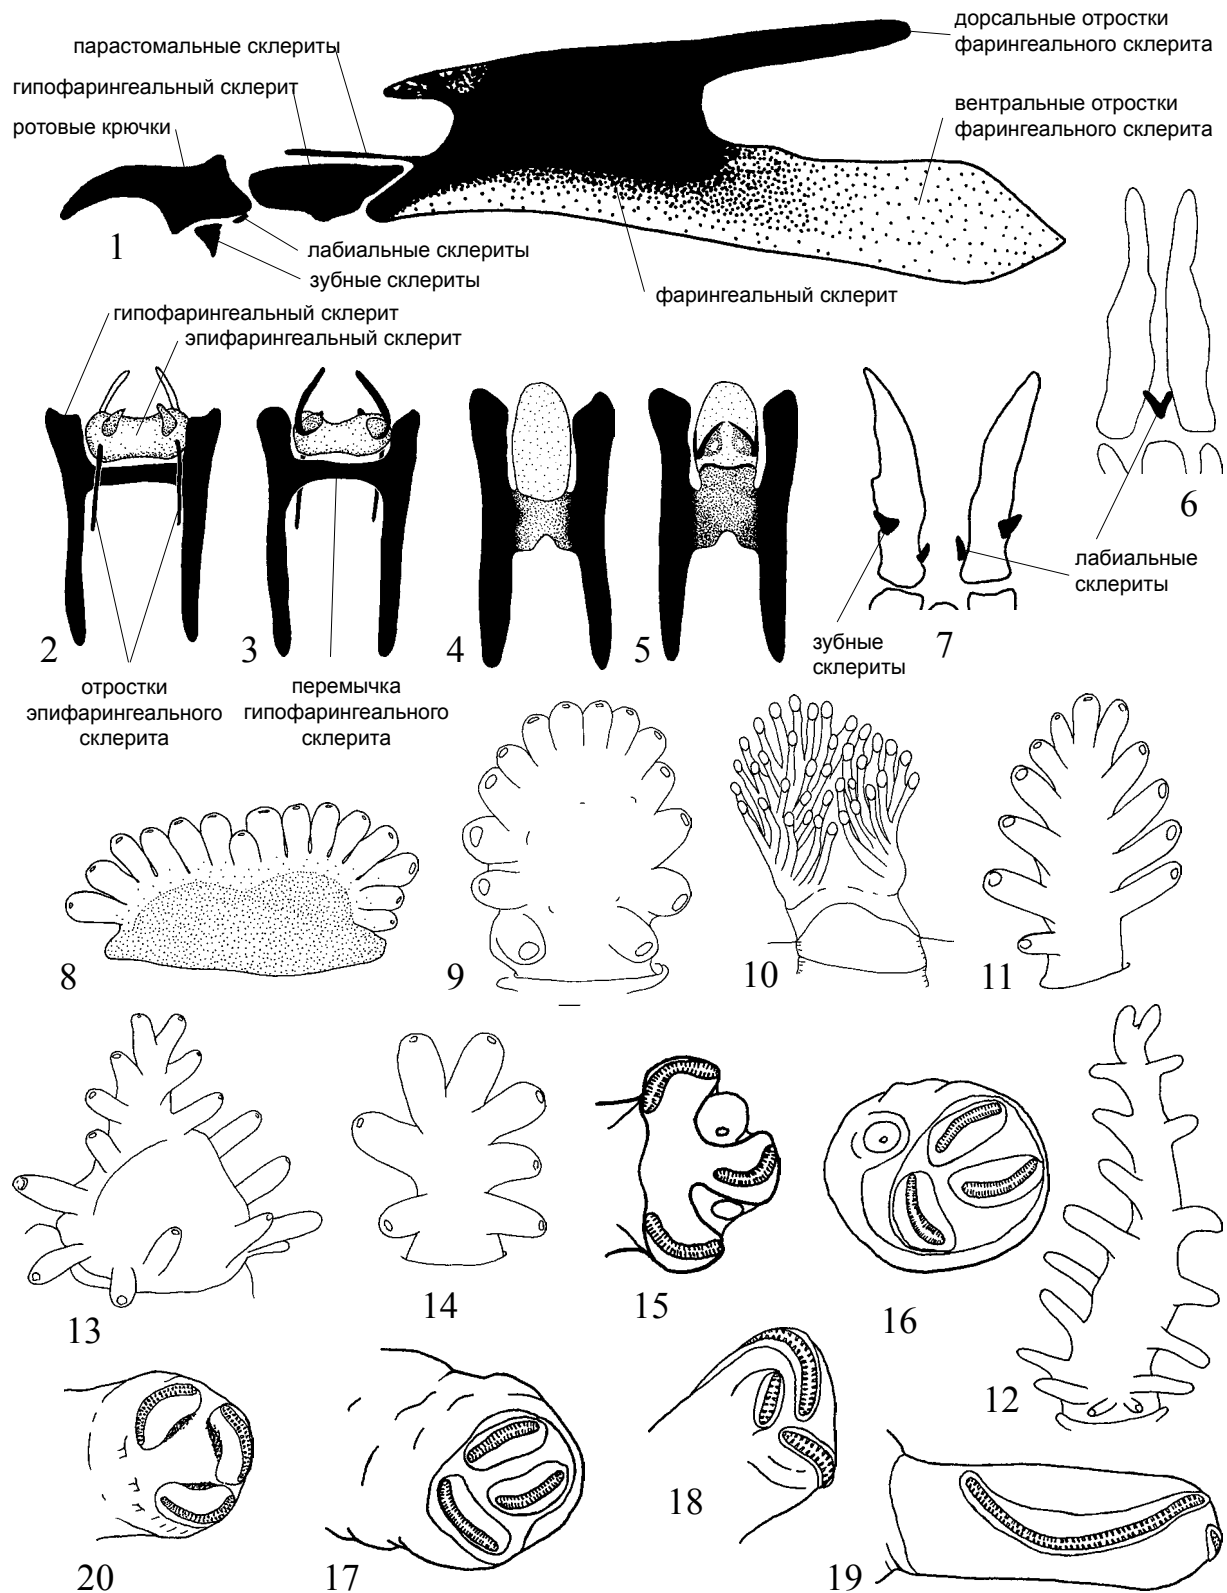 парастомальные склериты
гипофарингеальный склерит
ротовые крючки
дорсальные отростки
фарингеального склерита
вентральные отростки
фарингеального склерита
1
лабиальные склериты
зубные склериты
фарингеальный склерит
гипофарингеальный склерит
эпифарингеальный склерит
6
лабиальные
склериты
2
3
4
5
зубные
склериты
7
отростки
эпифарингеального
склерита
перемычка
гипофарингеального
склерита
8
9
10
11
13
14
15
16
12
20
17
18
19